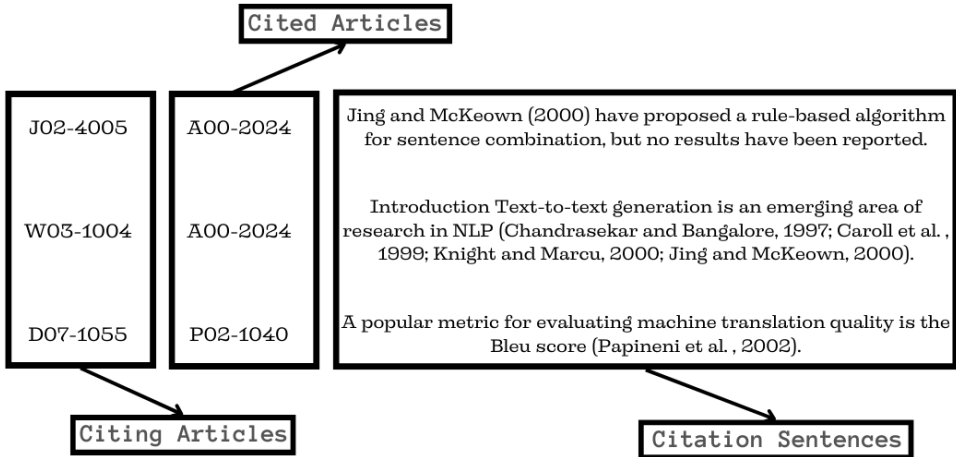 Cited Articles
J02-4005
A00-2024
Jing and McKeown (2000) have proposed a rule-based algorithm
for sentence combination, but no results have been reported.
W03-1004
A00-2024
Introduction Text-to-text generation is an emerging area of
research in NLP (Chandrasekar and Bangalore, 1997; Caroll et al. ,
1999; Knight and Marcu, 2000; Jing and McKeown, 2000).
D07-1055
P02-1040
A popular metric for evaluating machine translation quality is the
Bleu score (Papineni et al. , 2002).
Citing Articles
Citation Sentences